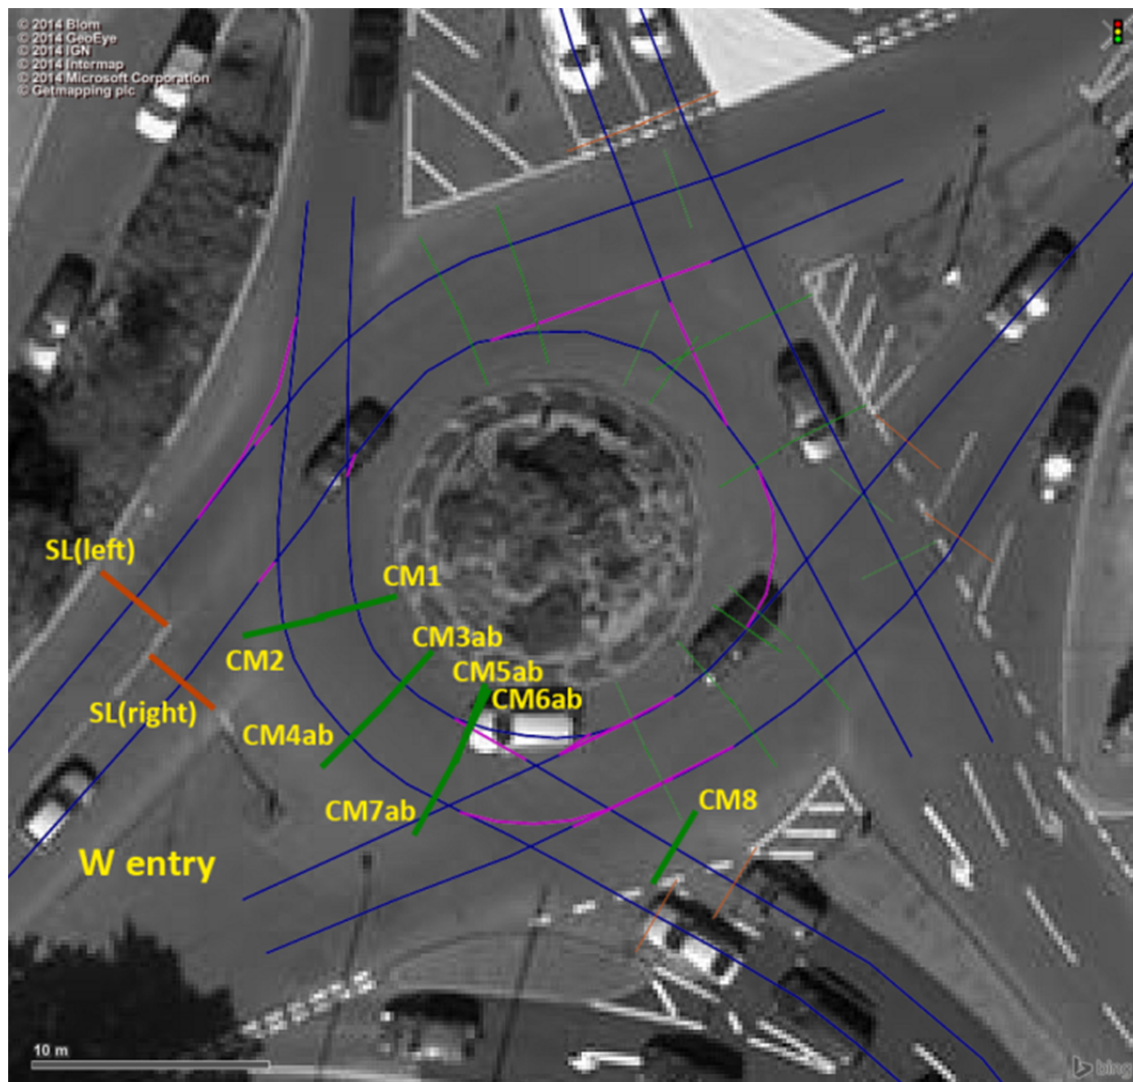 © 2014 Blom
© 2014 GeoEye
© 2014 IGN
© 2014 Intermap
© 2014 Microsoft Corporation
© Getmapping plc
SL(left)
CM1
CM2
CM3ab
CM5ab
SL(right)
CM6ab
CM4ab
CM7ab
CM8
W entry
10 m
bing